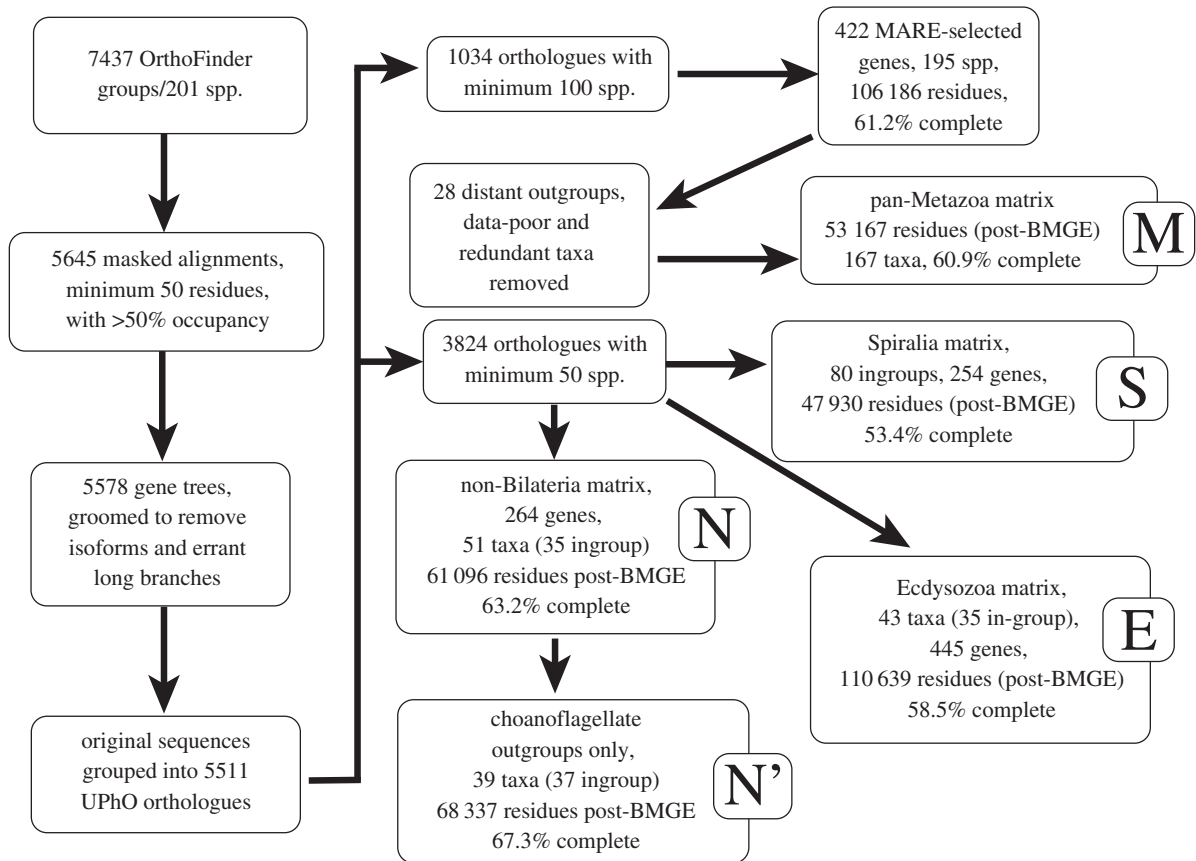 7437 OrthoFinder
groups/201 spp.
5645 masked alignments,
minimum 50 residues,
with >50% occupancy
5578 gene trees,
groomed to remove
isoforms and errant
long branches
original sequences
grouped into 5511
UPhO orthologues
1034 orthologues with
minimum 100 spp.
422 MARE-selected
genes, 195 spp,
106 186 residues,
61.2% complete
28 distant outgroups,
data-poor and
redundant taxa
removed
pan-Metazoa matrix
53 167 residues (post-BMGE)
167 taxa, 60.9% complete
M
3824 orthologues with
minimum 50 spp.
Spiralia matrix,
80 ingroups, 254 genes,
47 930 residues (post-BMGE)
53.4% complete
S
non-Bilateria matrix,
264 genes,
51 taxa (35 ingroup)
61 096 residues post-BMGE
63.2% complete
N
Ecdysozoa matrix,
43 taxa (35 in-group),
445 genes,
110 639 residues (post-BMGE)
58.5% complete
E
choanoflagellate
outgroups only,
39 taxa (37 ingroup)
68 337 residues post-BMGE
67.3% complete
N’